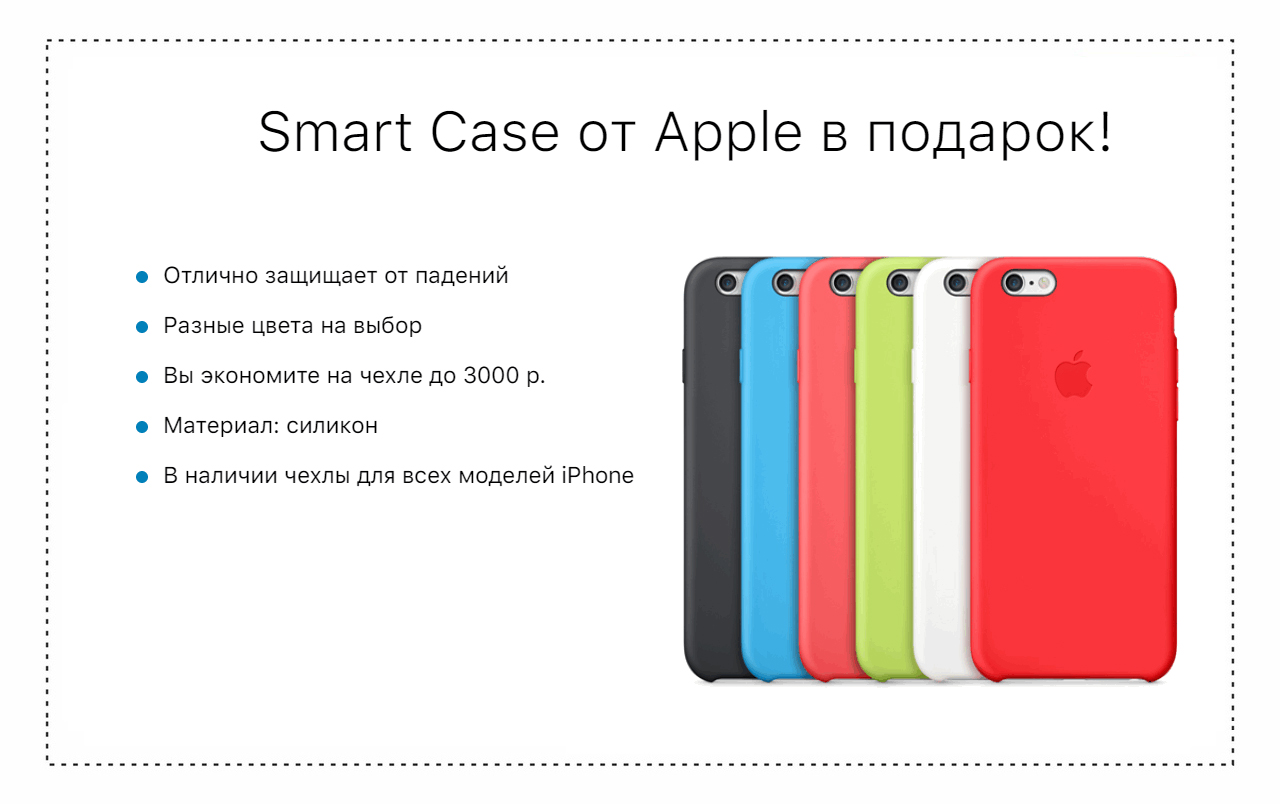 Smart Case от Apple в подарок!
Отлично защищает от падений
Разные цвета на выбор
Вы экономите на чехле до 3000 р.
Материал: силикон
В наличии чехлы для всех моделей iPhone